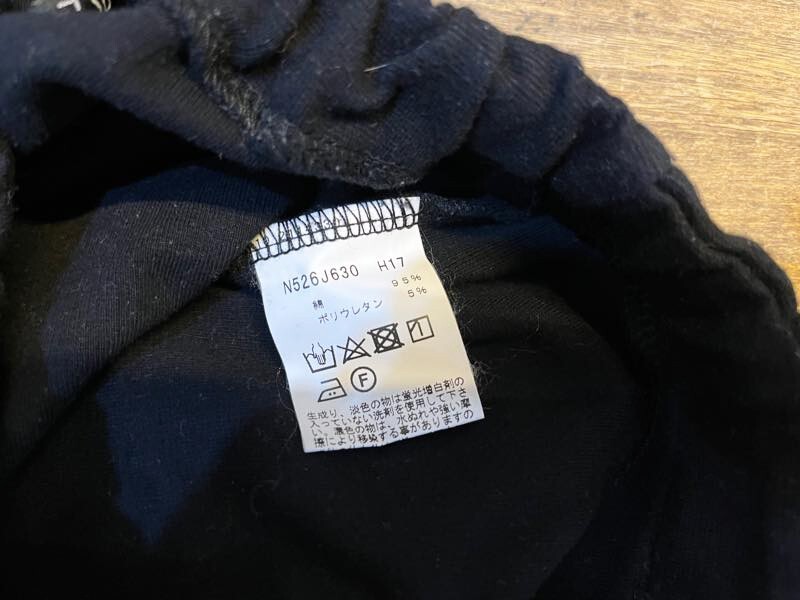 N526J630 H17
綿 95%
ポリウレタン 5%
F
生成り、淡色の物は蛍光増白剤の
入っていない洗剤を使用して下さ
い。濃色の物は、水ぬれや強い摩
擦により移染する事がありますの